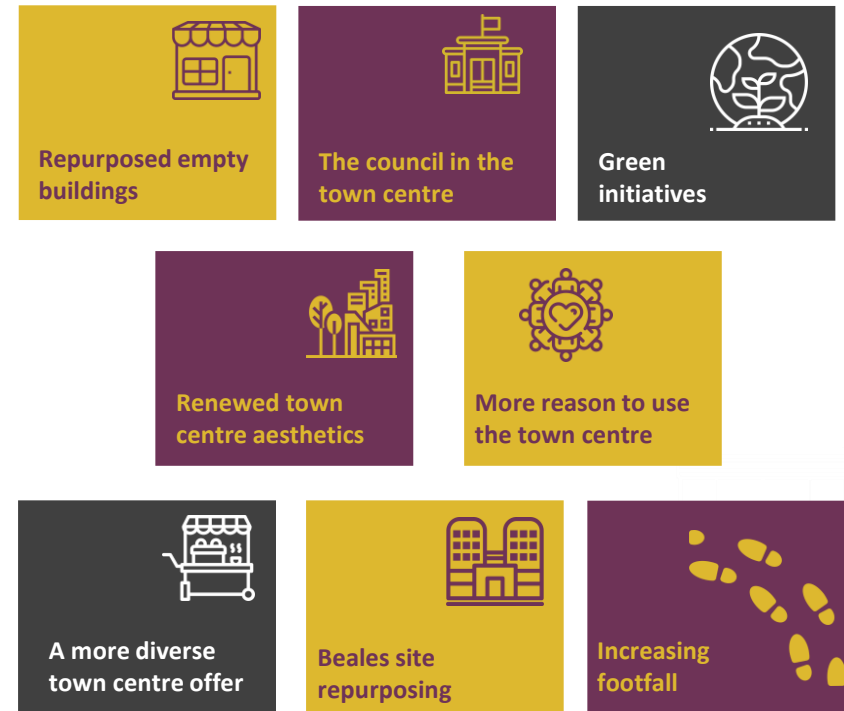 Repurposed empty
buildings
The council in the
town centre
Green
initiatives
Renewed town
centre aesthetics
More reason to use
the town centre
A more diverse
town centre offer
Beales site
repurposing
Increasing
footfall